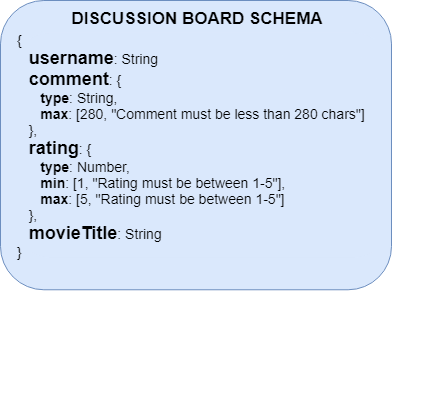 DISCUSSION BOARD SCHEMA
{
username: String
comment: {
type: String,
max: [280, "Comment must be less than 280 chars"]
},
rating: {
type: Number,
min: [1, "Rating must be between 1-5"],
max: [5, "Rating must be between 1-5"]
},
movieTitle: String
}